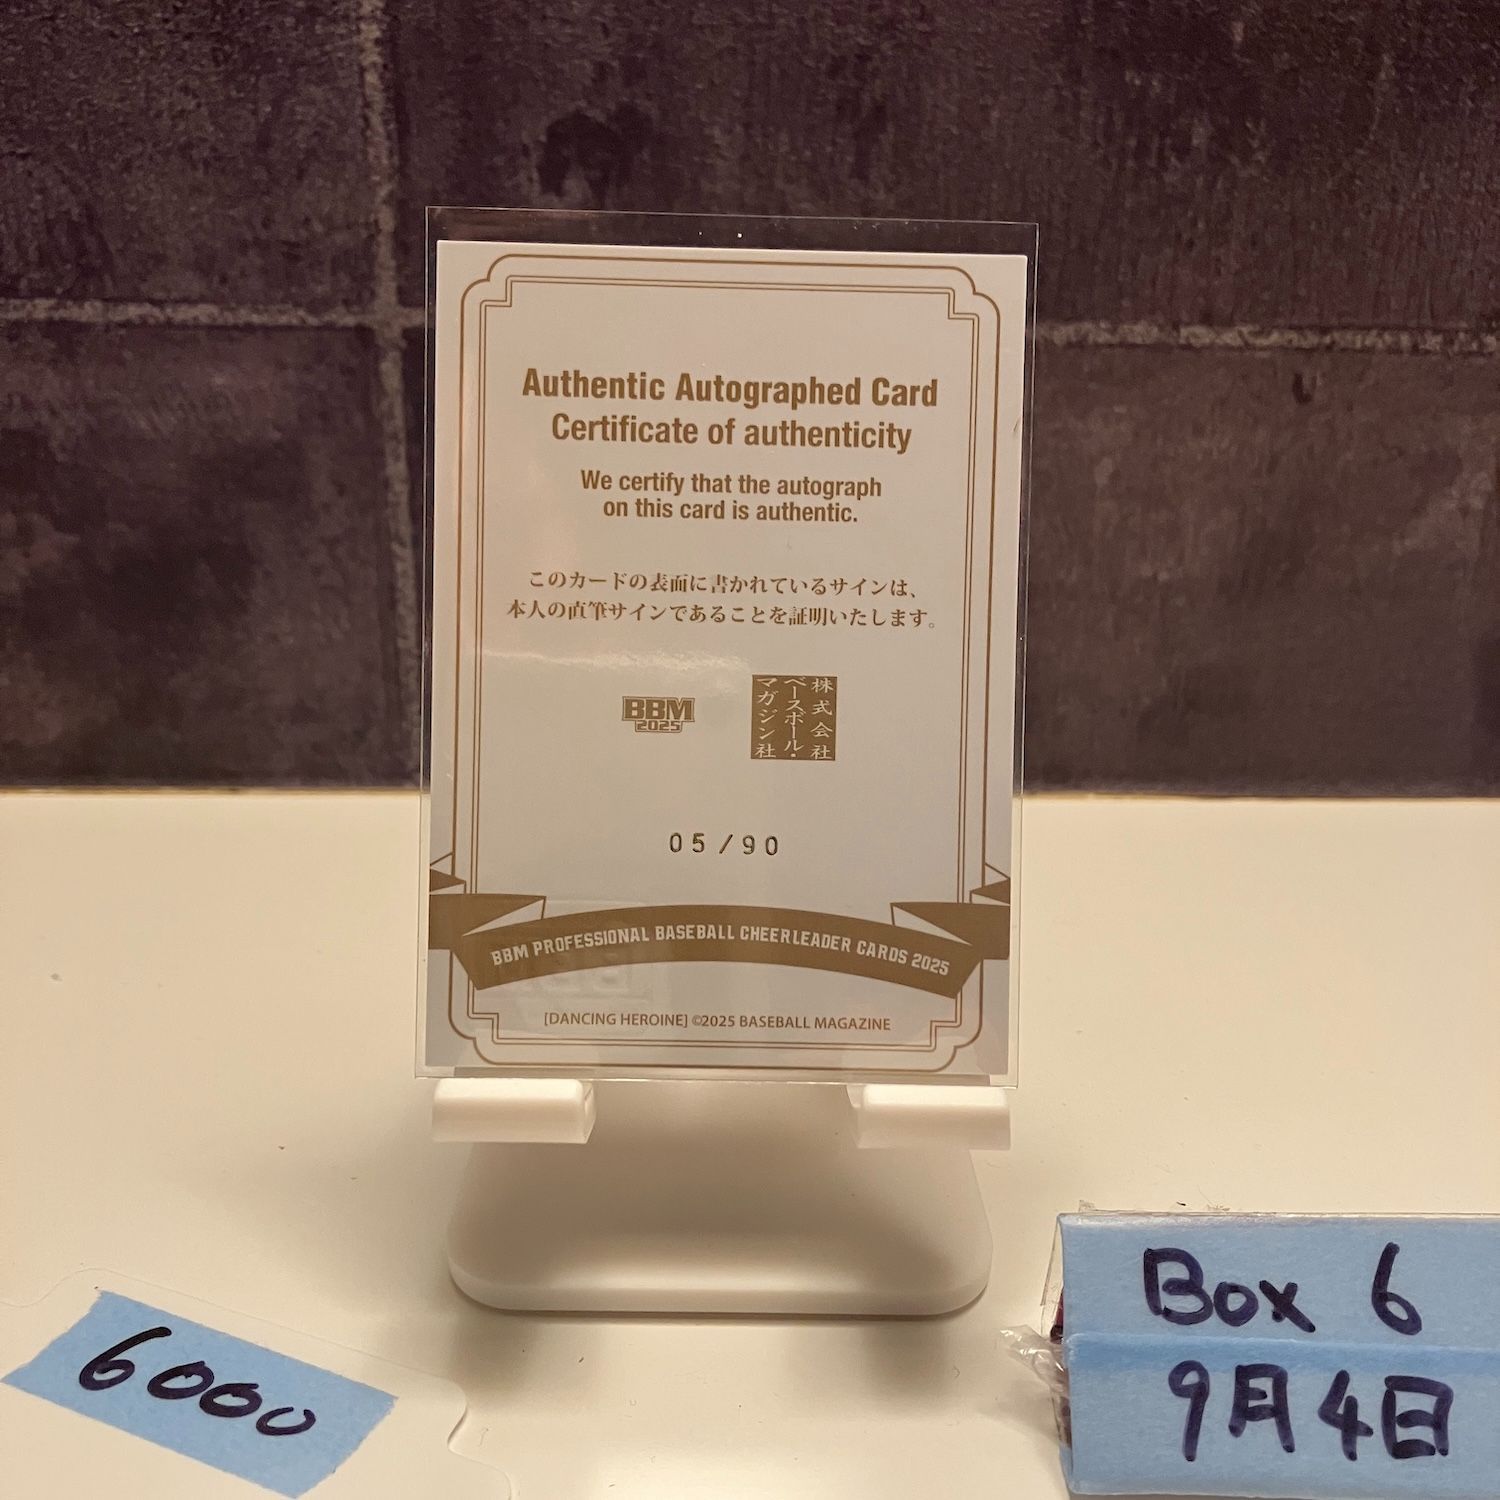 Authentic Autographed Card
Certificate of authenticity
We certify that the autograph
on this card is authentic.
このカードの表面に書かれているサインは、
本人の直筆サインであることを証明いたします。
BBM
2025
株式会社
ベースボール・
マガジン社
05/90
BBM PROFESSIONAL BASEBALL CHEERLEADER CARDS 2025
[DANCING HEROINE] ©2025 BASEBALL MAGAZINE
6000
Box 6
9月4日